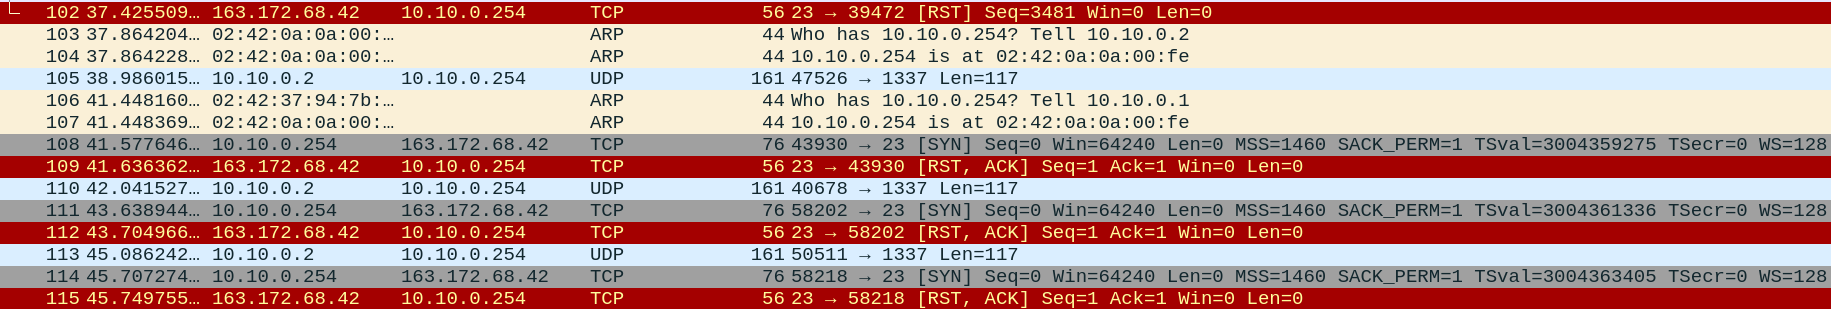 102 37.425509… 163.172.68.42 10.10.0.254 TCP 56 23 → 39472 [RST] Seq=3481 Win=0 Len=0
103 37.864204… 02:42:0a:0a:00:… ARP 44 Who has 10.10.0.254? Tell 10.10.0.2
104 37.864228… 02:42:0a:0a:00:… ARP 44 10.10.0.254 is at 02:42:0a:0a:00:fe
105 38.986015… 10.10.0.2 10.10.0.254 UDP 161 47526 → 1337 Len=117
106 41.448160… 02:42:37:94:7b:… ARP 44 Who has 10.10.0.254? Tell 10.10.0.1
107 41.448369… 02:42:0a:0a:00:… ARP 44 10.10.0.254 is at 02:42:0a:0a:00:fe
108 41.577646… 10.10.0.254 163.172.68.42 TCP 76 43930 → 23 [SYN] Seq=0 Win=64240 Len=0 MSS=1460 SACK_PERM=1 TSval=3004359275 TSecr=0 WS=128
109 41.636362… 163.172.68.42 10.10.0.254 TCP 56 23 → 43930 [RST, ACK] Seq=1 Ack=1 Win=0 Len=0
110 42.041527… 10.10.0.2 10.10.0.254 UDP 161 40678 → 1337 Len=117
111 43.638944… 10.10.0.254 163.172.68.42 TCP 76 58202 → 23 [SYN] Seq=0 Win=64240 Len=0 MSS=1460 SACK_PERM=1 TSval=3004361336 TSecr=0 WS=128
112 43.704966… 163.172.68.42 10.10.0.254 TCP 56 23 → 58202 [RST, ACK] Seq=1 Ack=1 Win=0 Len=0
113 45.086242… 10.10.0.2 10.10.0.254 UDP 161 50511 → 1337 Len=117
114 45.707274… 10.10.0.254 163.172.68.42 TCP 76 58218 → 23 [SYN] Seq=0 Win=64240 Len=0 MSS=1460 SACK_PERM=1 TSval=3004363405 TSecr=0 WS=128
115 45.749755… 163.172.68.42 10.10.0.254 TCP 56 23 → 58218 [RST, ACK] Seq=1 Ack=1 Win=0 Len=0